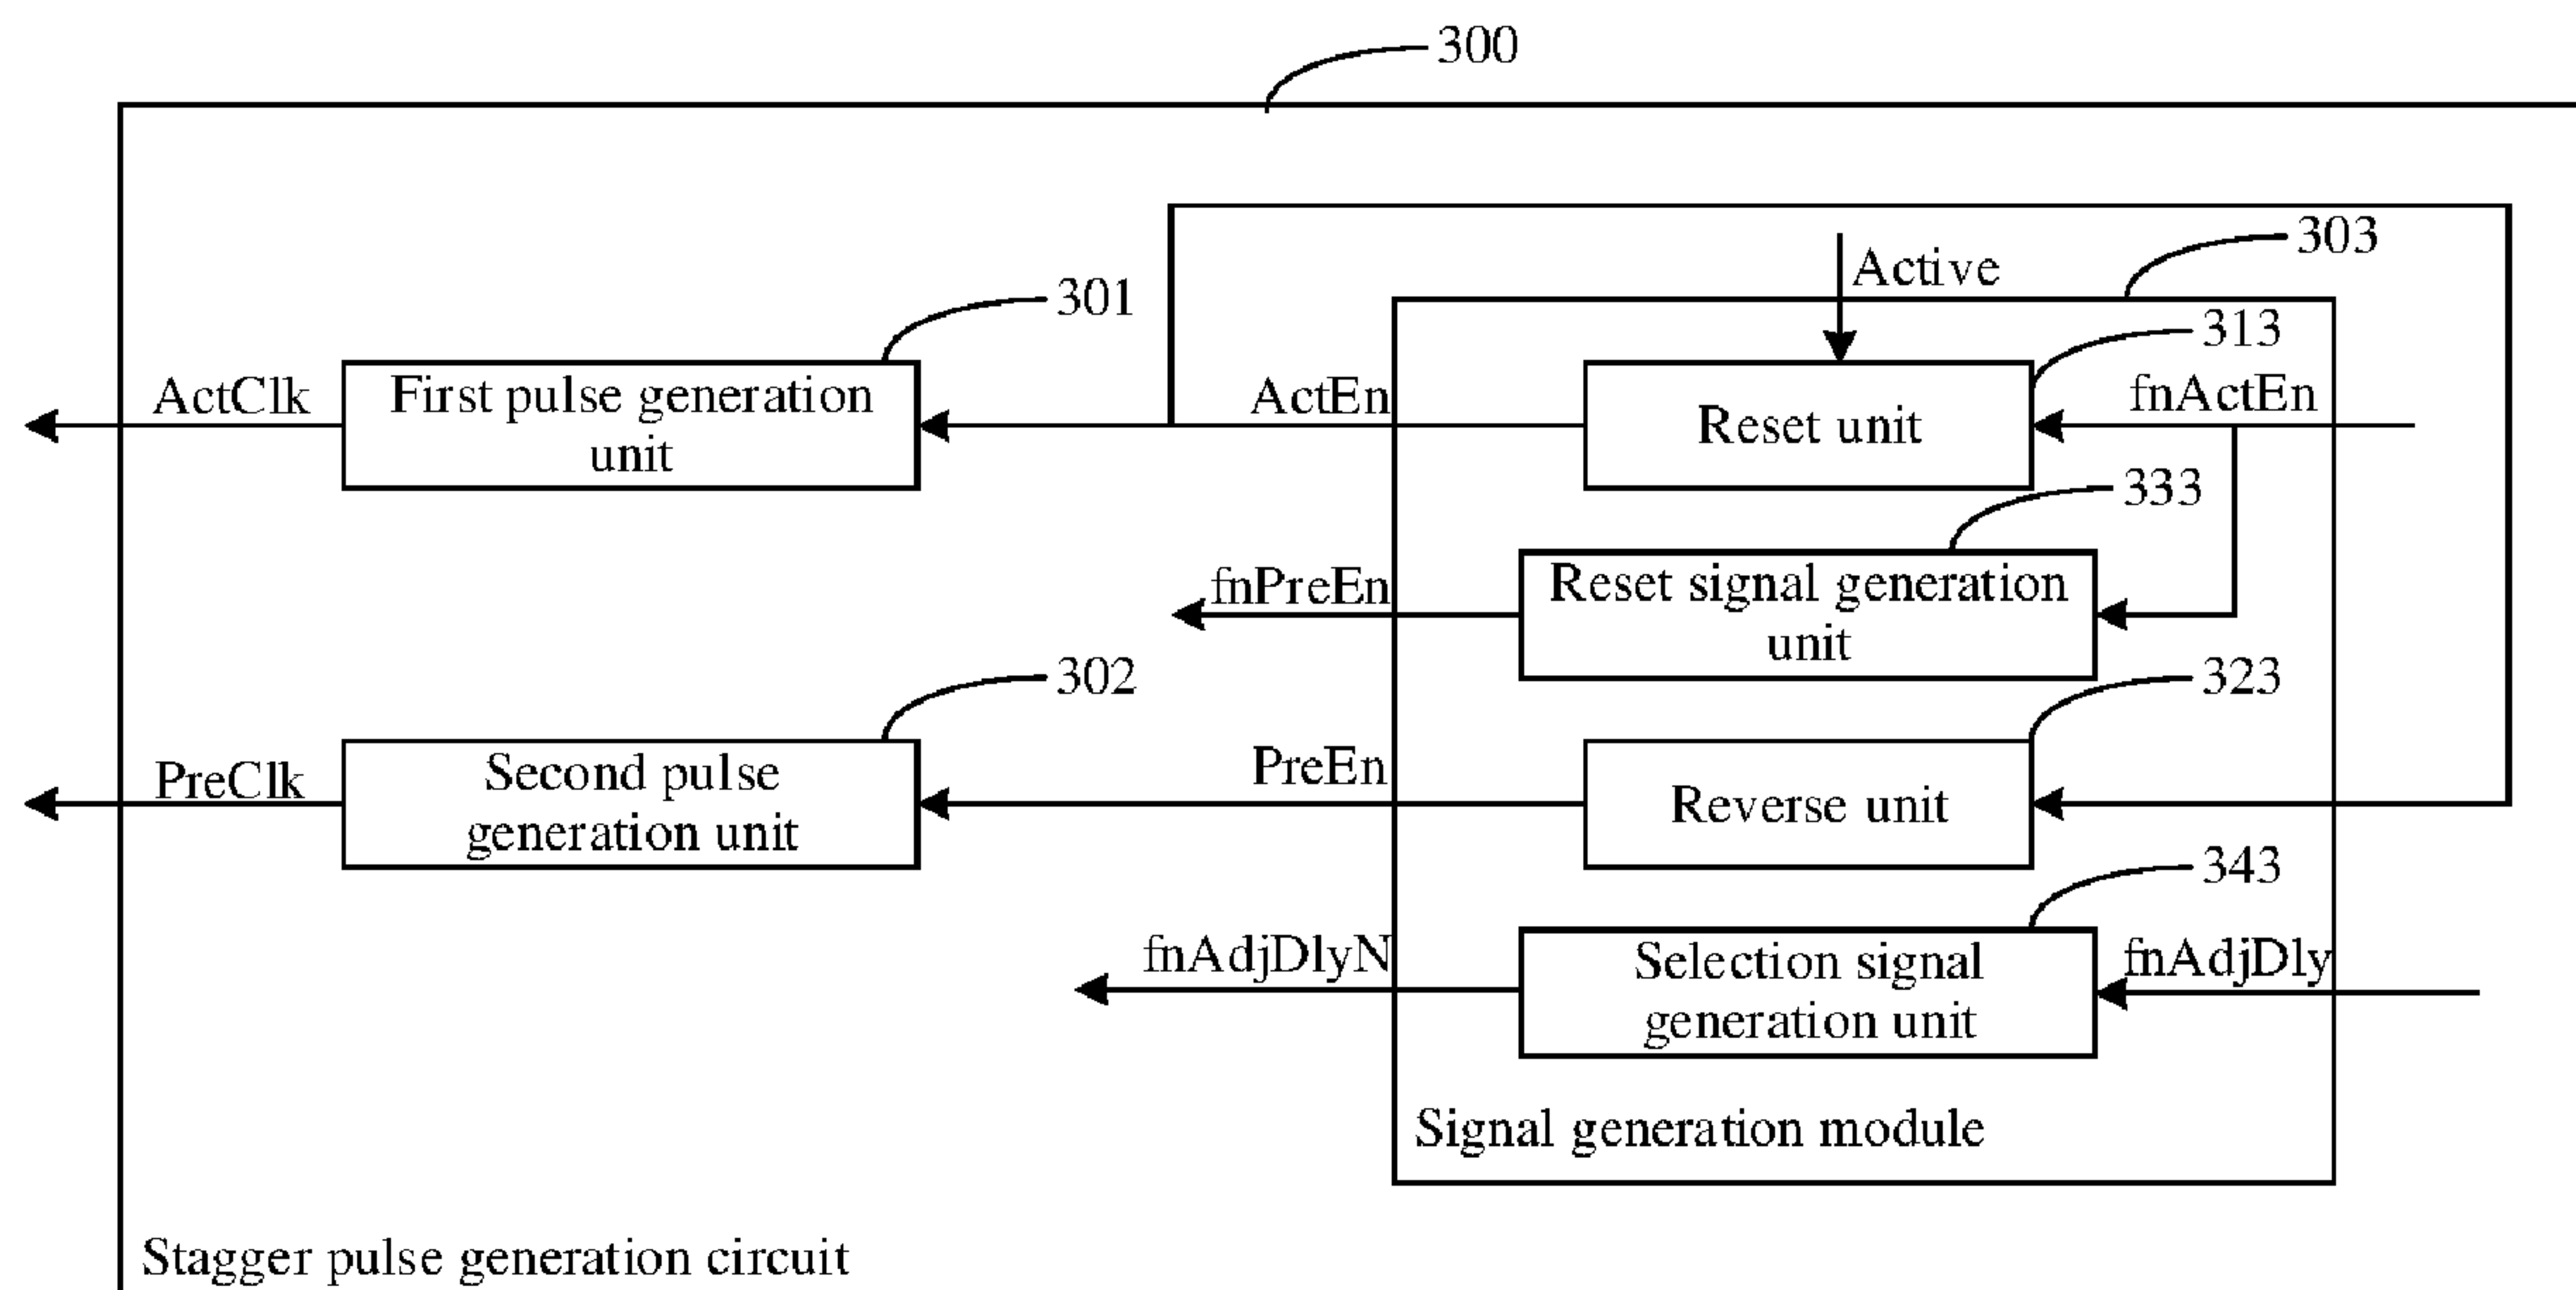 300
303
Active
301
313
ActClk
First pulse generation
unit
ActEn
Reset unit
fnActEn
333
fnPreEn
Reset signal generation
unit
302
323
PreClk
Second pulse
generation unit
PreEn
Reverse unit
343
fnAdjDlyN
Selection signal
generation unit
fnAdjDly
Signal generation module
Stagger pulse generation circuit